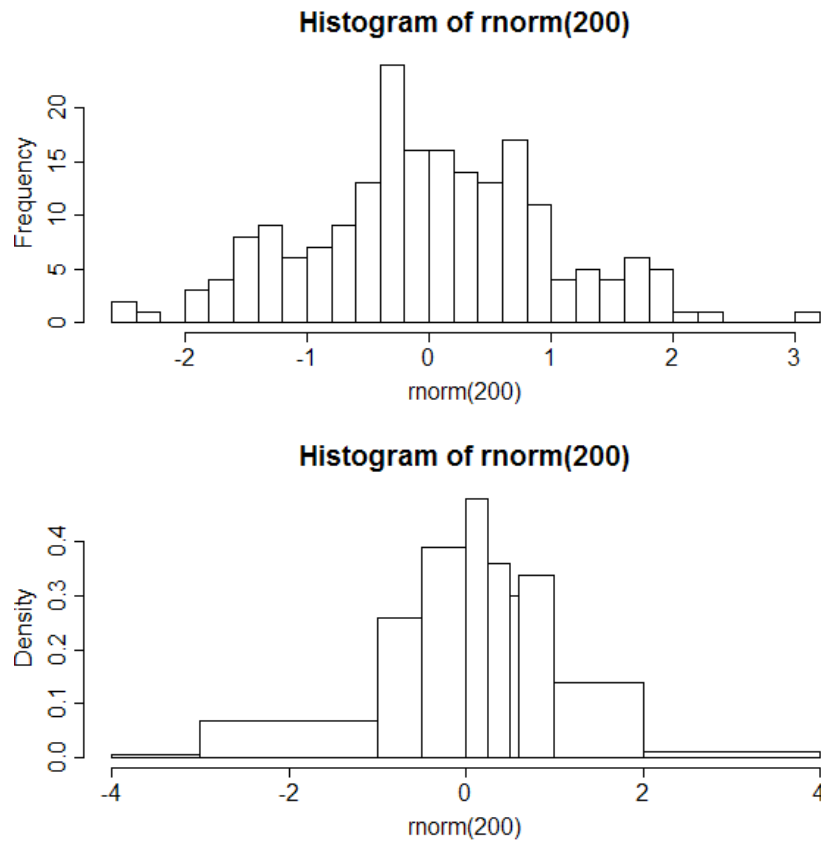 Histogram of rnorm(200)
Frequency
20
15
10
5
0
-2 -1 0 1 2 3
rnorm(200)
Histogram of rnorm(200)
Density
0.4
0.3
0.2
0.1
0.0
-4 -2 0 2 4
rnorm(200)